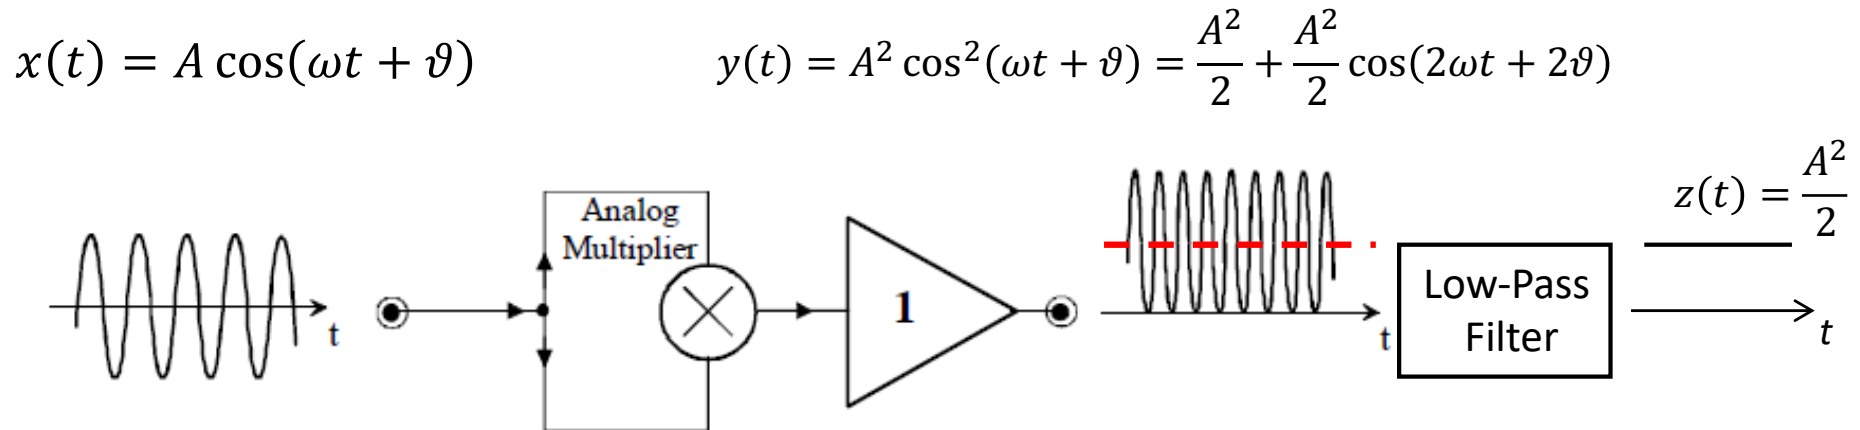 x(t) = A cos(ωt + ϑ)
y(t) = A² cos²(ωt + ϑ) = A²/2 + A²/2 cos(2ωt + 2ϑ)
z(t) = A²/2
Analog
Multiplier
1
t
t
Low-Pass
Filter
t